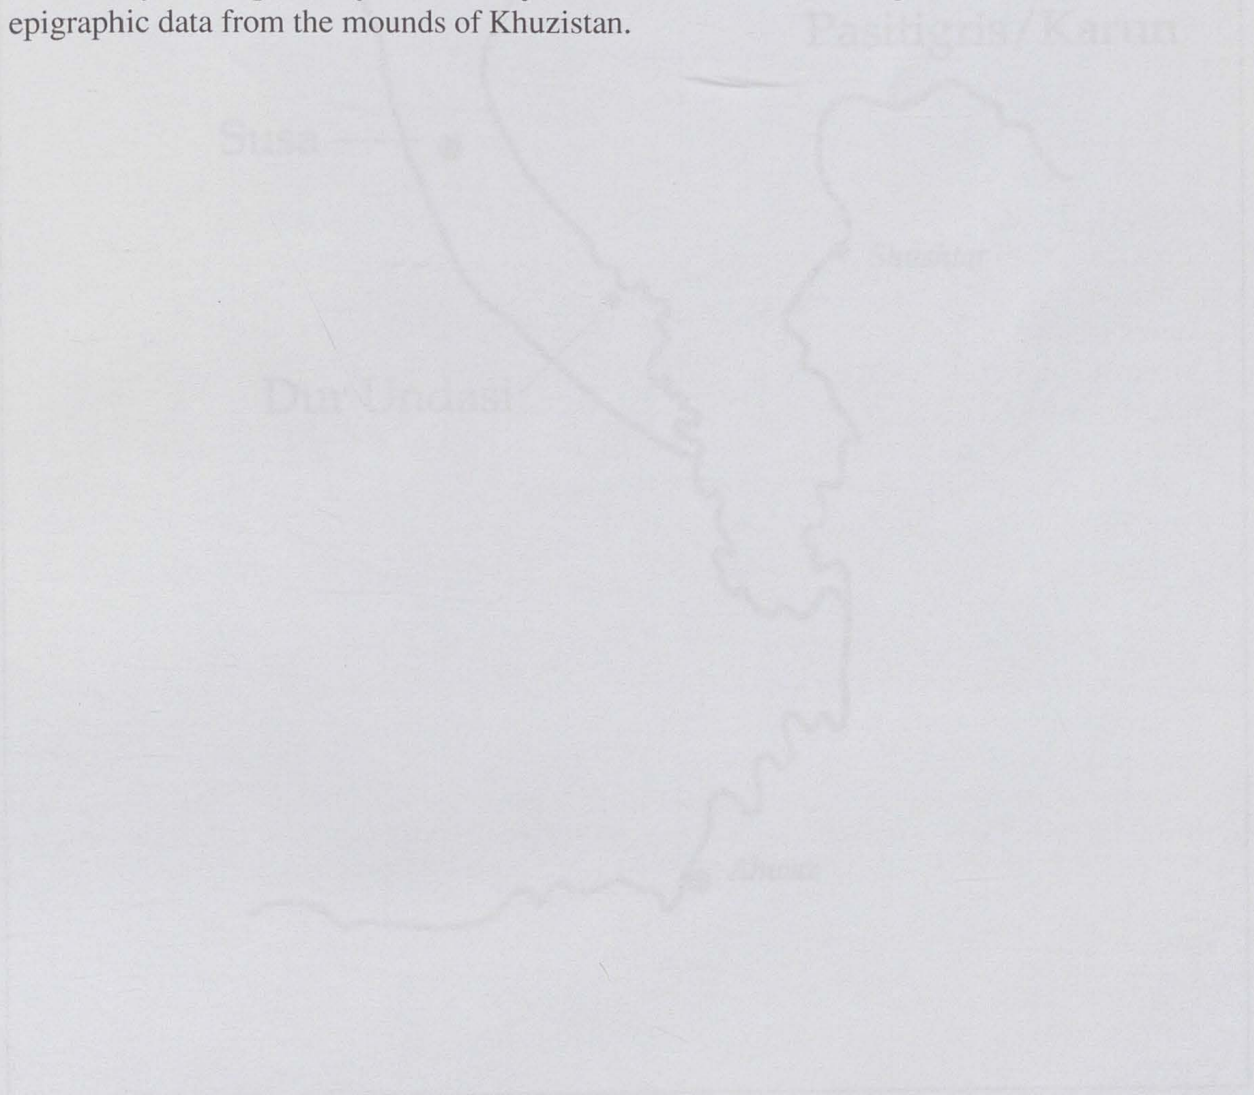 epigraphic data from the mounds of Khuzistan.
Pasitigris/Karun
Susa
Shushtar
Dur Undasi
Ahwaz